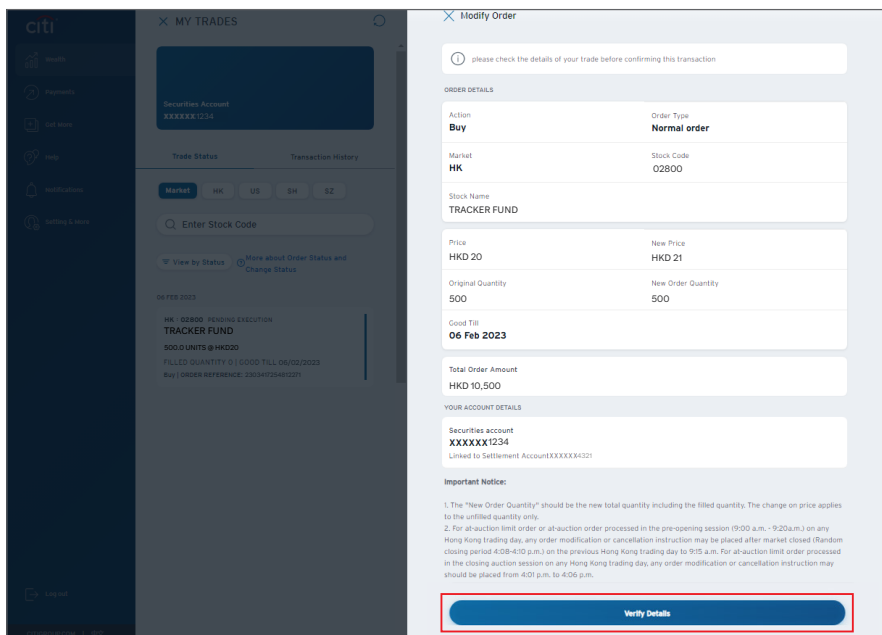 citi
Wealth
Payments
Get More
Help
Notifications
Setting & More
Log out
MY TRADES
Securities Account
XXXXXX1234
Trade Status
Transaction History
Market
HK
US
SH
SZ
Enter Stock Code
View by Status
More about Order Status and
Change Status
06 FEB 2023
HK - 02800 PENDING EXECUTION
TRACKER FUND
500.0 UNITS @ HKD20
FILLED QUANTITY 0 | GOOD TILL 06/02/2023
Buy | ORDER REFERENCE:
Modify Order
please check the details of your trade before confirming this transaction
ORDER DETAILS
Action
Buy
Order Type
Normal order
Market
HK
Stock Code
02800
Stock Name
TRACKER FUND
Price
HKD 20
New Price
HKD 21
Original Quantity
500
New Order Quantity
500
Good Till
06 Feb 2023
Total Order Amount
HKD 10,500
YOUR ACCOUNT DETAILS
Securities account
XXXXXX1234
Linked to Settlement AccountXXXXXX4321
Important Notice:
1. The "New Order Quantity" should be the new total quantity including the filled quantity. The change on price applies
to the unfilled quantity only.
2. For at-auction limit order or at-auction order processed in the pre-opening session (9:00 a.m. - 9:20a.m.) on any
Hong Kong trading day, any order modification or cancellation instruction may be placed after market closed (Random
closing period 4:08-4:10 p.m.) on the previous Hong Kong trading day to 9:15 a.m. For at-auction limit order processed
in the closing auction session on any Hong Kong trading day, any order modification or cancellation instruction may
should be placed from 4:01 p.m. to 4:06 p.m.
Verify Details